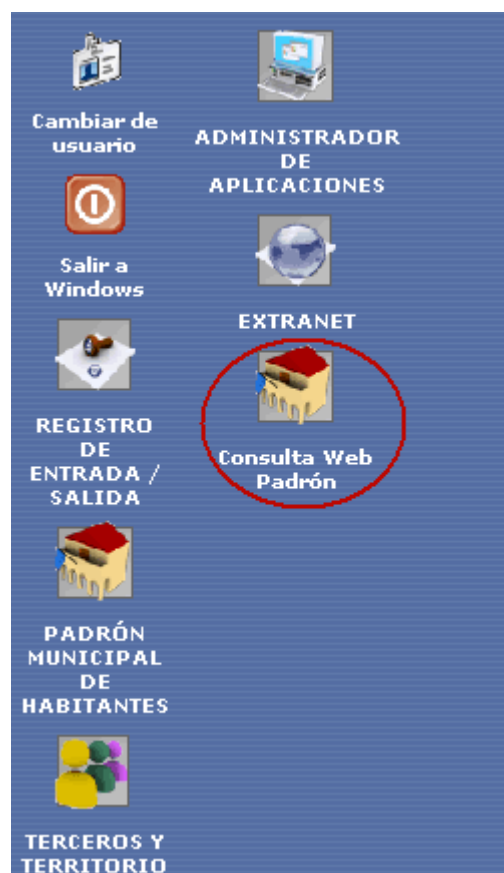 Cambiar de
usuario
Salir a
Windows
REGISTRO
DE
ENTRADA /
SALIDA
PADRÓN
MUNICIPAL
DE
HABITANTES
TERCEROS Y
TERRITORIO
ADMINISTRADOR
DE
APLICACIONES
EXTRANET
Consulta Web
Padrón